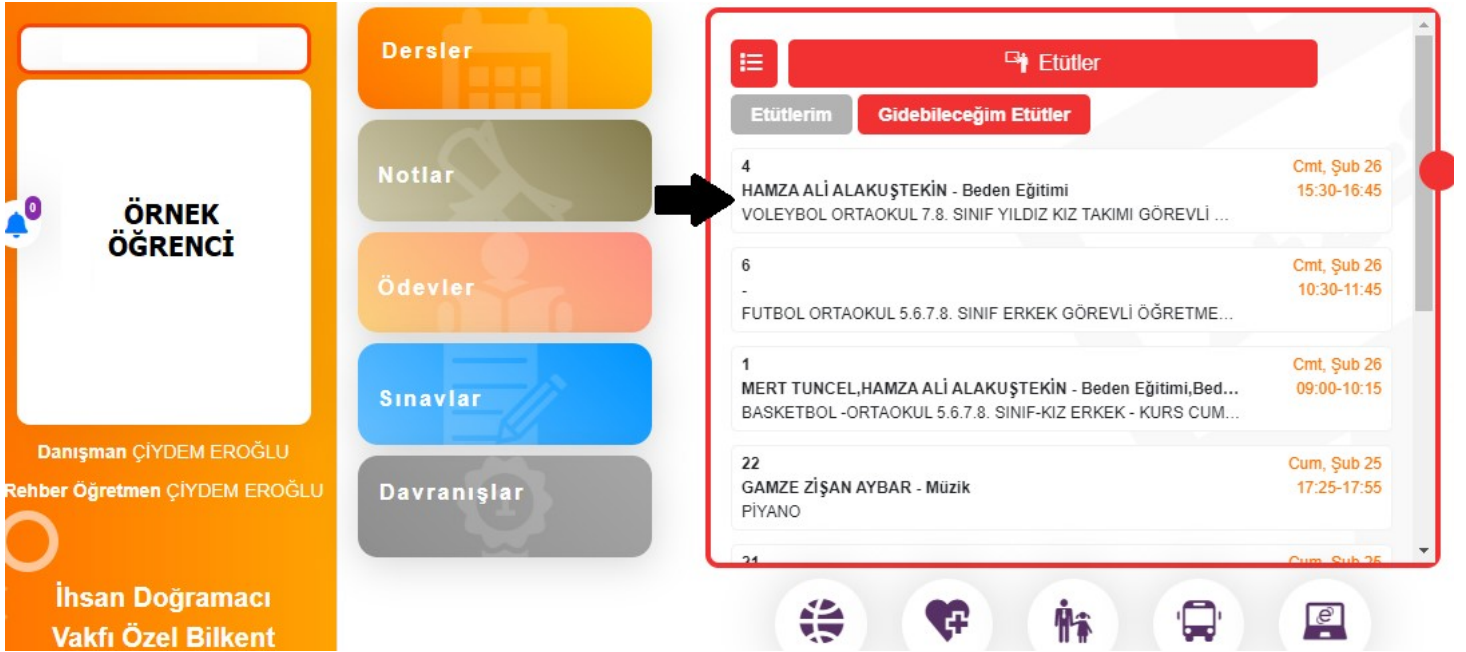 0
ÖRNEK
ÖĞRENCİ
Danışman ÇİYDEM EROĞLU
Rehber Öğretmen ÇİYDEM EROĞLU
İhsan Doğramacı
Vakfı Özel Bilkent
Dersler
Notlar
Ödevler
Sınavlar
Davranışlar
Etütler
Etütlerim
Gidebileceğim Etütler
4
Cmt, Şub 26
HAMZA ALİ ALAKUŞTEKİN - Beden Eğitimi
15:30-16:45
VOLEYBOL ORTAOKUL 7.8. SINIF YILDIZ KIZ TAKIMI GÖREVLİ ...
6
Cmt, Şub 26
-
10:30-11:45
FUTBOL ORTAOKUL 5.6.7.8. SINIF ERKEK GÖREVLİ ÖĞRETME...
1
Cmt, Şub 26
MERT TUNCEL,HAMZA ALİ ALAKUŞTEKİN - Beden Eğitimi,Bed...
09:00-10:15
BASKETBOL -ORTAOKUL 5.6.7.8. SINIF-KIZ ERKEK - KURS CUM...
22
Cum, Şub 25
GAMZE ZİŞAN AYBAR - Müzik
17:25-17:55
PİYANO
21
Cum, Şub 25